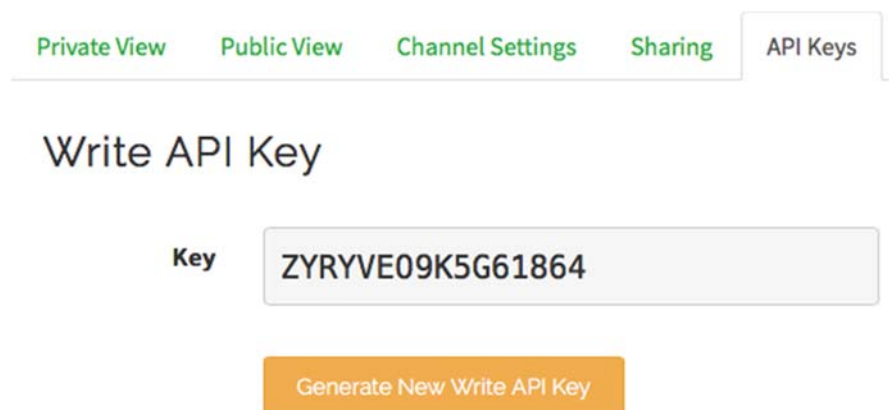 Private View Public View Channel Settings Sharing API Keys
Write API Key
Key ZYRYVE09K5G61864
Generate New Write API Key